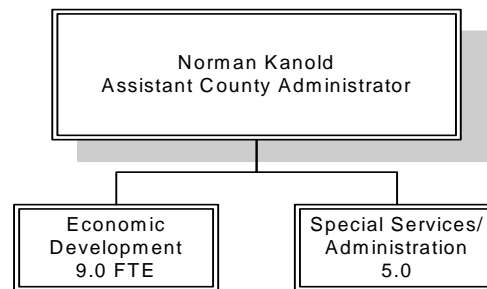 Norman Kanold
Assistant County Administrator
Economic
Development
9.0 FTE
Special Services/
Administration
5.0